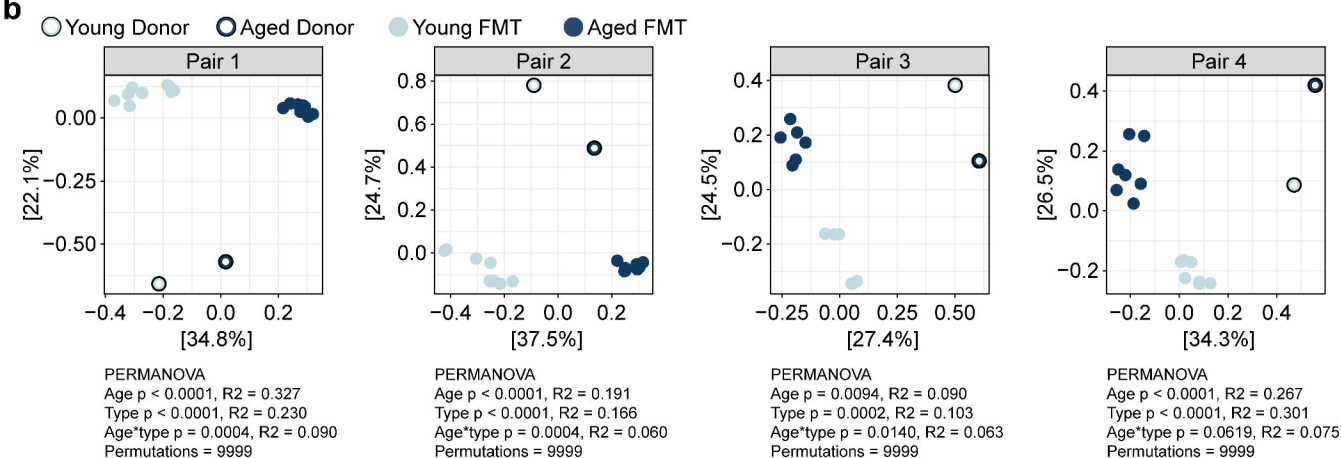 b
Young Donor Aged Donor Young FMT Aged FMT
Pair 1
0.00
−0.25
−0.50
[22.1%]
−0.4 −0.2 0.0 0.2
[34.8%]
PERMANOVA
Age p < 0.0001, R2 = 0.327
Type p < 0.0001, R2 = 0.230
Age*type p = 0.0004, R2 = 0.090
Permutations = 9999
Pair 2
0.8
0.6
0.4
0.2
0.0
[24.7%]
−0.4 −0.2 0.0 0.2
[37.5%]
PERMANOVA
Age p < 0.0001, R2 = 0.191
Type p < 0.0001, R2 = 0.166
Age*type p = 0.0004, R2 = 0.060
Permutations = 9999
Pair 3
0.4
0.2
0.0
−0.2
[24.5%]
−0.25 0.00 0.25 0.50
[27.4%]
PERMANOVA
Age p = 0.0094, R2 = 0.090
Type p = 0.0002, R2 = 0.103
Age*type p = 0.0140, R2 = 0.063
Permutations = 9999
Pair 4
0.4
0.2
0.0
−0.2
[26.5%]
−0.2 0.0 0.2 0.4
[34.3%]
PERMANOVA
Age p < 0.0001, R2 = 0.267
Type p < 0.0001, R2 = 0.301
Age*type p = 0.0619, R2 = 0.075
Permutations = 9999